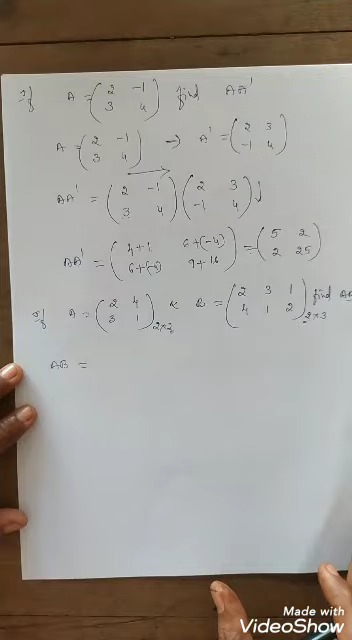 If A = (2 -1 3 4) find AA'
A = (2 -1 3 4) → A' = (2 3 -1 4)
AA' = (2 -1 3 4) (2 3 -1 4)
AA' = (4+1 6+(-4) 6+(-4) 9+16) = (5 2 2 25)
If A = (2 4 3 1) 2×2 & B = (2 3 1 4 1 2) 2×3 find AB
AB =
Made with
VideoShow